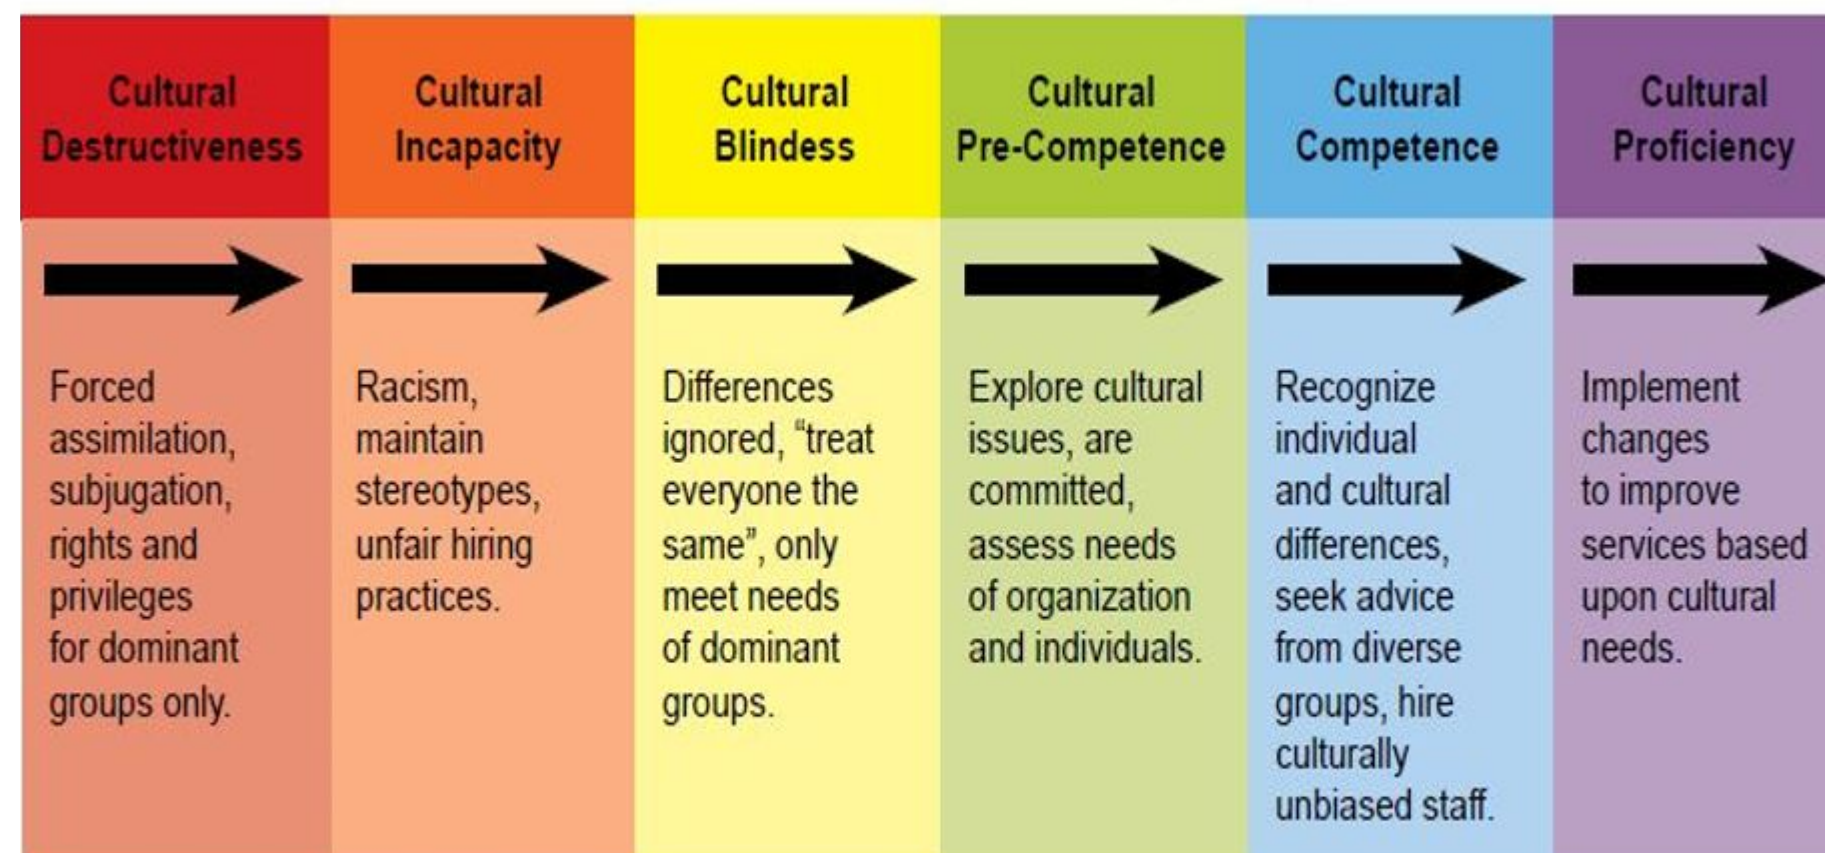 Cultural
Destructiveness
Cultural
Incapacity
Cultural
Blindess
Cultural
Pre-Competence
Cultural
Competence
Cultural
Proficiency
Forced
assimilation,
subjugation,
rights and
privileges
for dominant
groups only.
Racism,
maintain
stereotypes,
unfair hiring
practices.
Differences
ignored, “treat
everyone the
same”, only
meet needs
of dominant
groups.
Explore cultural
issues, are
committed,
assess needs
of organization
and individuals.
Recognize
individual
and cultural
differences,
seek advice
from diverse
groups, hire
culturally
unbiased staff.
Implement
changes
to improve
services based
upon cultural
needs.